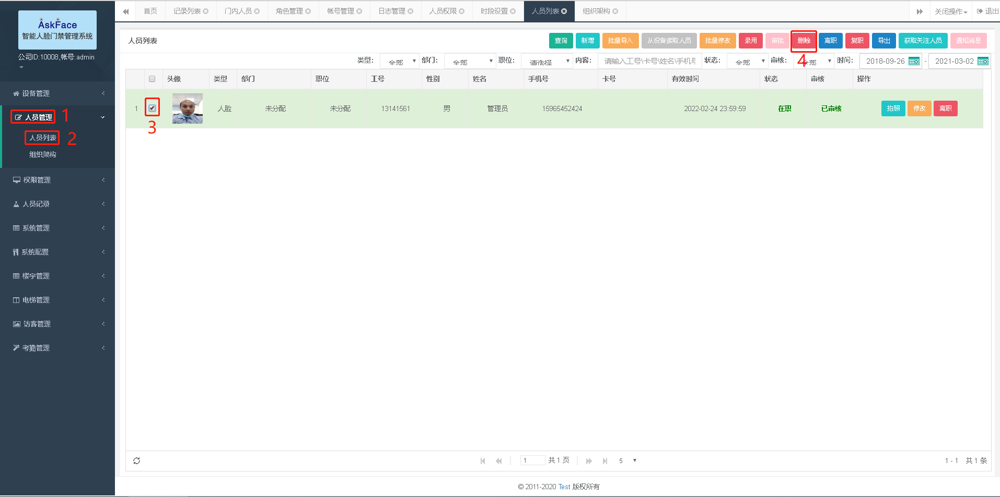 AskFace
智能人脸门禁管理系统
公司ID:10008,帐号:admin
设备管理
人员管理 1
人员列表 2
组织架构
权限管理
人员记录
系统管理
系统配置
楼宇管理
电梯管理
访客管理
考勤管理
首页 记录列表 门内人员 角色管理 帐号管理 日志管理 人员权限 时段设置 人员列表 组织架构 关闭操作 退出
人员列表 查询 新增 批量导入 从设备读取人员 批量修改 录用 审批 删除 离职 复职 导出 获取关注人员 通知消息
类型: 全部 部门: 全部 职位: 请选择 内容: 请输入工号\卡号\姓名\手机号 状态: 全部 审核: 4 全部 时间: 2018-09-26 - 2021-03-02
头像 类型 部门 职位 工号 性别 姓名 手机号 卡号 有效时间 状态 审核 操作
1 人脸 未分配 未分配 13141561 男 管理员 15965452424 2022-02-24 23:59:59 在职 已审核 拍照 修改 离职
3
1 共 1 页 5 1 - 1 共 1 条
© 2011-2020 Test 版权所有